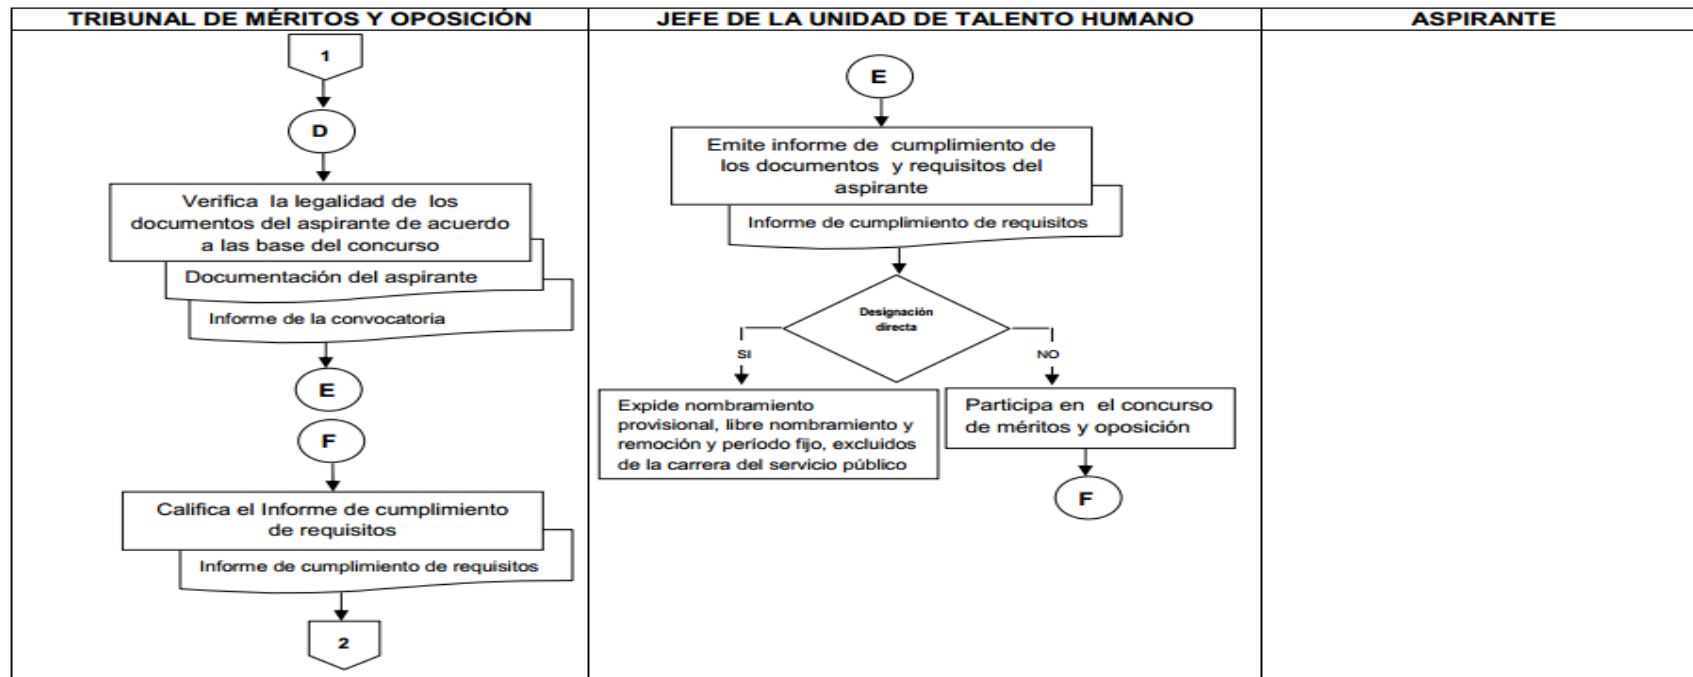 TRIBUNAL DE MÉRITOS Y OPOSICIÓN
1
D
Verifica la legalidad de los
documentos del aspirante de acuerdo
a las base del concurso
Documentación del aspirante
Informe de la convocatoria
E
F
Califica el Informe de cumplimiento
de requisitos
Informe de cumplimiento de requisitos
2
JEFE DE LA UNIDAD DE TALENTO HUMANO
E
Emite informe de cumplimiento de
los documentos y requisitos del
aspirante
Informe de cumplimiento de requisitos
Designación
directa
SI
NO
Expide nombramiento
provisional, libre nombramiento y
remoción y período fijo, excluidos
de la carrera del servicio público
Participa en el concurso
de méritos y oposición
F
ASPIRANTE